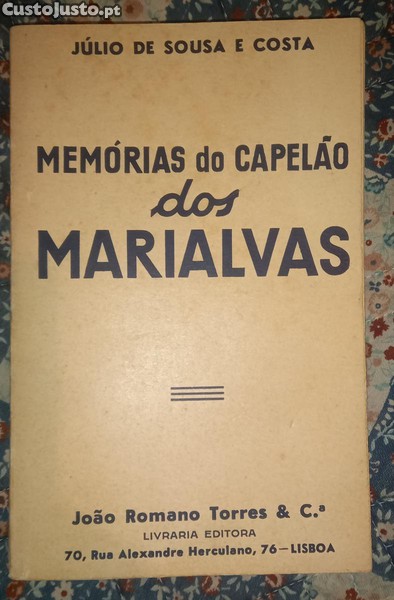 CustoJusto.pt
JÚLIO DE SOUSA E COSTA
MEMÓRIAS do CAPELÃO
dos
MARIALVAS
João Romano Torres & C.ª
LIVRARIA EDITORA
70, Rua Alexandre Herculano, 76 — LISBOA